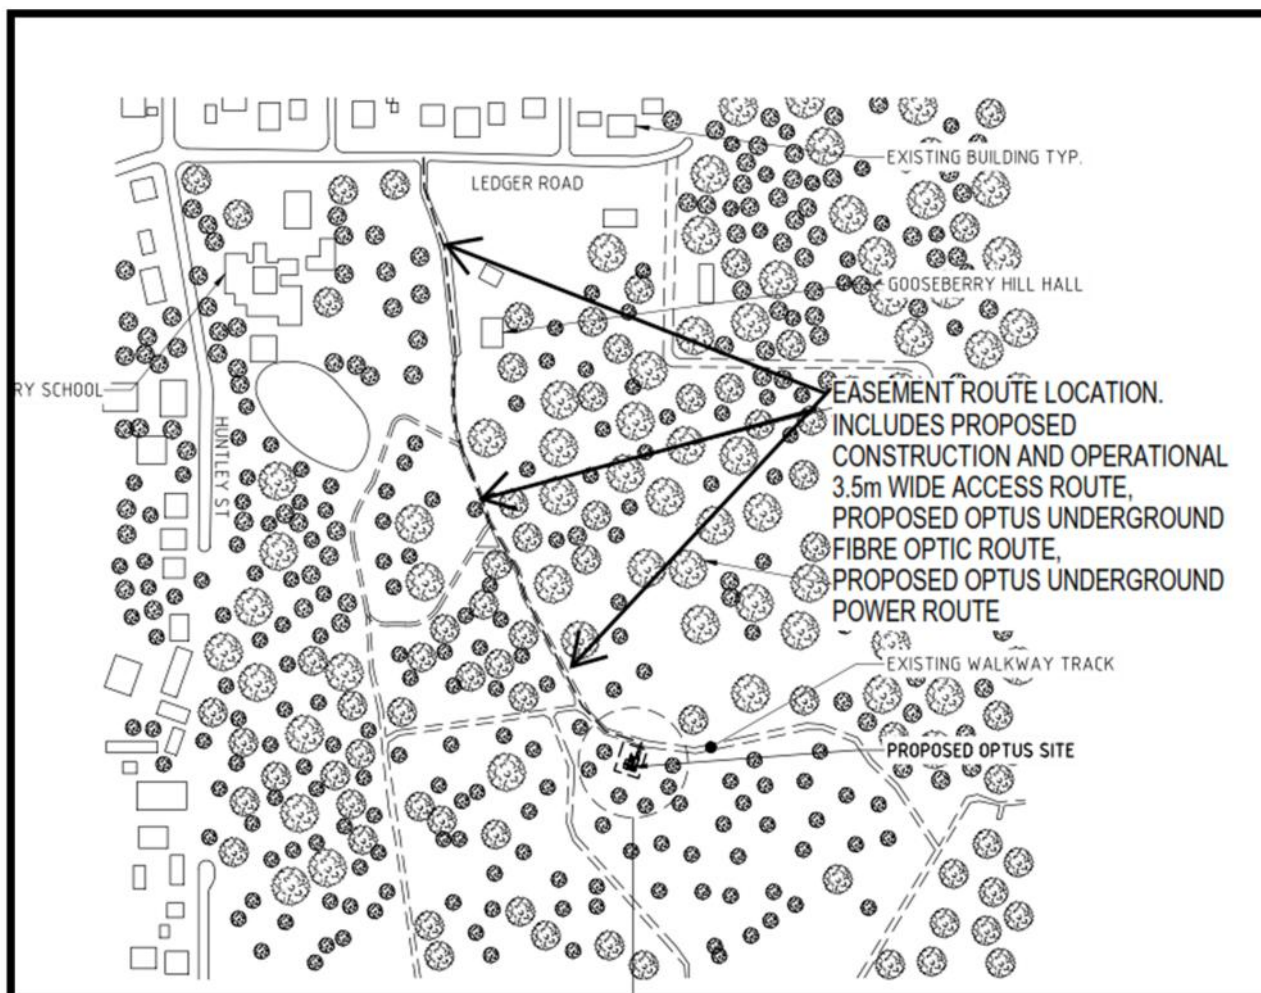 LEDGER ROAD
EXISTING BUILDING TYP.
GOOSEBERRY HILL HALL
RY SCHOOL
HUNTLEY ST
EASEMENT ROUTE LOCATION.
INCLUDES PROPOSED
CONSTRUCTION AND OPERATIONAL
3.5m WIDE ACCESS ROUTE,
PROPOSED OPTUS UNDERGROUND
FIBRE OPTIC ROUTE,
PROPOSED OPTUS UNDERGROUND
POWER ROUTE
EXISTING WALKWAY TRACK
PROPOSED OPTUS SITE